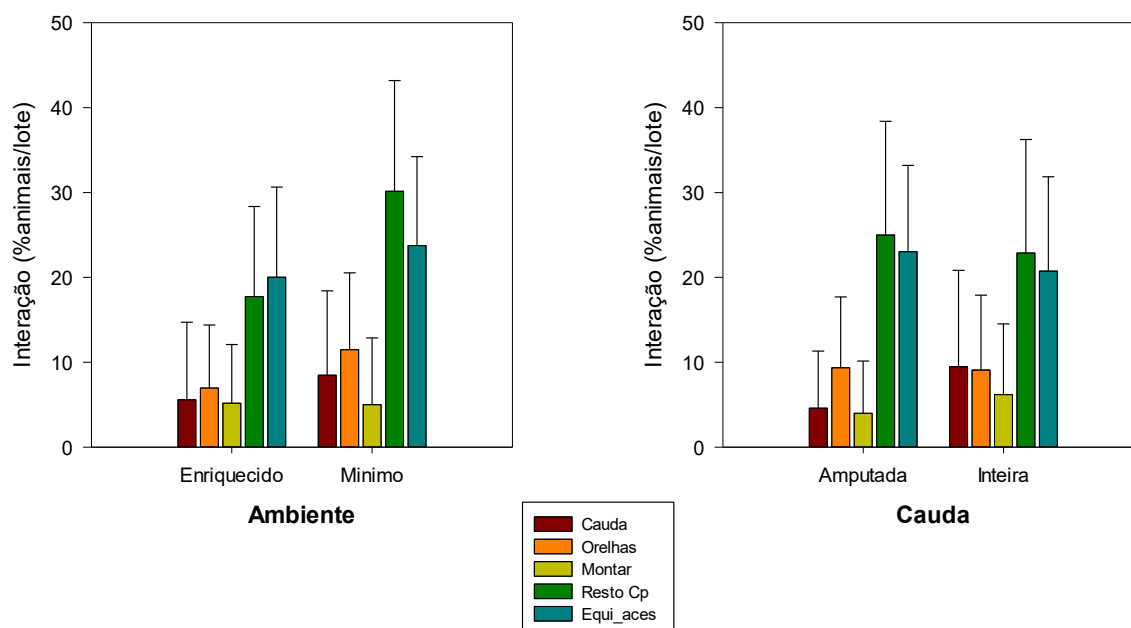 Interação (%animais/lote)
50
40
30
20
10
0
Enriquecido
Minimo
Ambiente
Interação (%animais/lote)
50
40
30
20
10
0
Amputada
Inteira
Cauda
Cauda
Orelhas
Montar
Resto Cp
Equi_aces